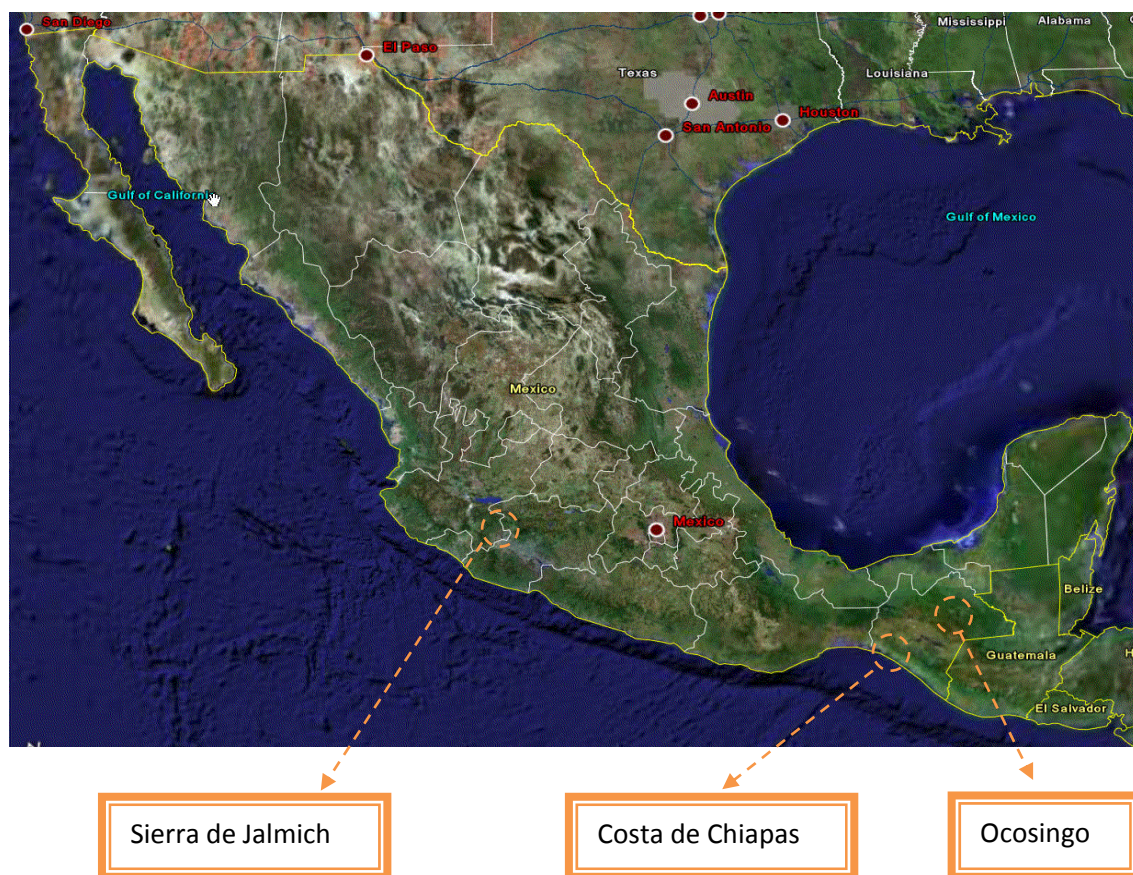 San Diego
El Paso
Mississippi
Alabama
Texas
Louisiana
Austin
Houston
San Antonio
Gulf of Californi
Gulf of Mexico
Mexico
Mexico
Belize
Guatemala
H
El Salvador
Sierra de Jalmich
Costa de Chiapas
Ocosingo